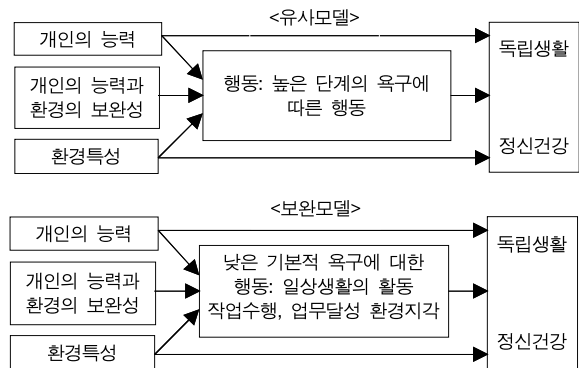 <유사모델>
개인의 능력
개인의 능력과
환경의 보완성
환경특성
행동: 높은 단계의 욕구에
따른 행동
독립생활
정신건강
<보완모델>
개인의 능력
개인의 능력과
환경의 보완성
환경특성
낮은 기본적 욕구에 대한
행동: 일상생활의 활동
작업수행, 업무달성 환경지각
독립생활
정신건강